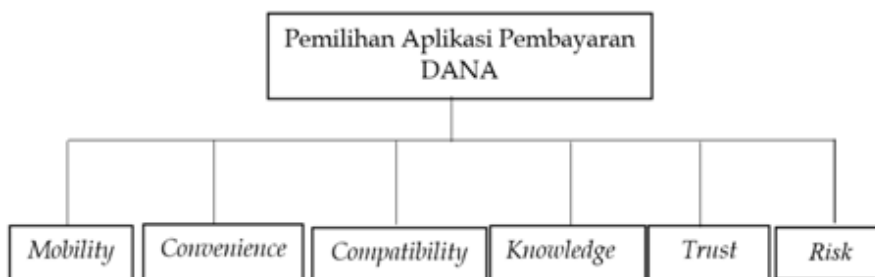 Pemilihan Aplikasi Pembayaran
DANA
Mobility
Convenience
Compatibility
Knowledge
Trust
Risk